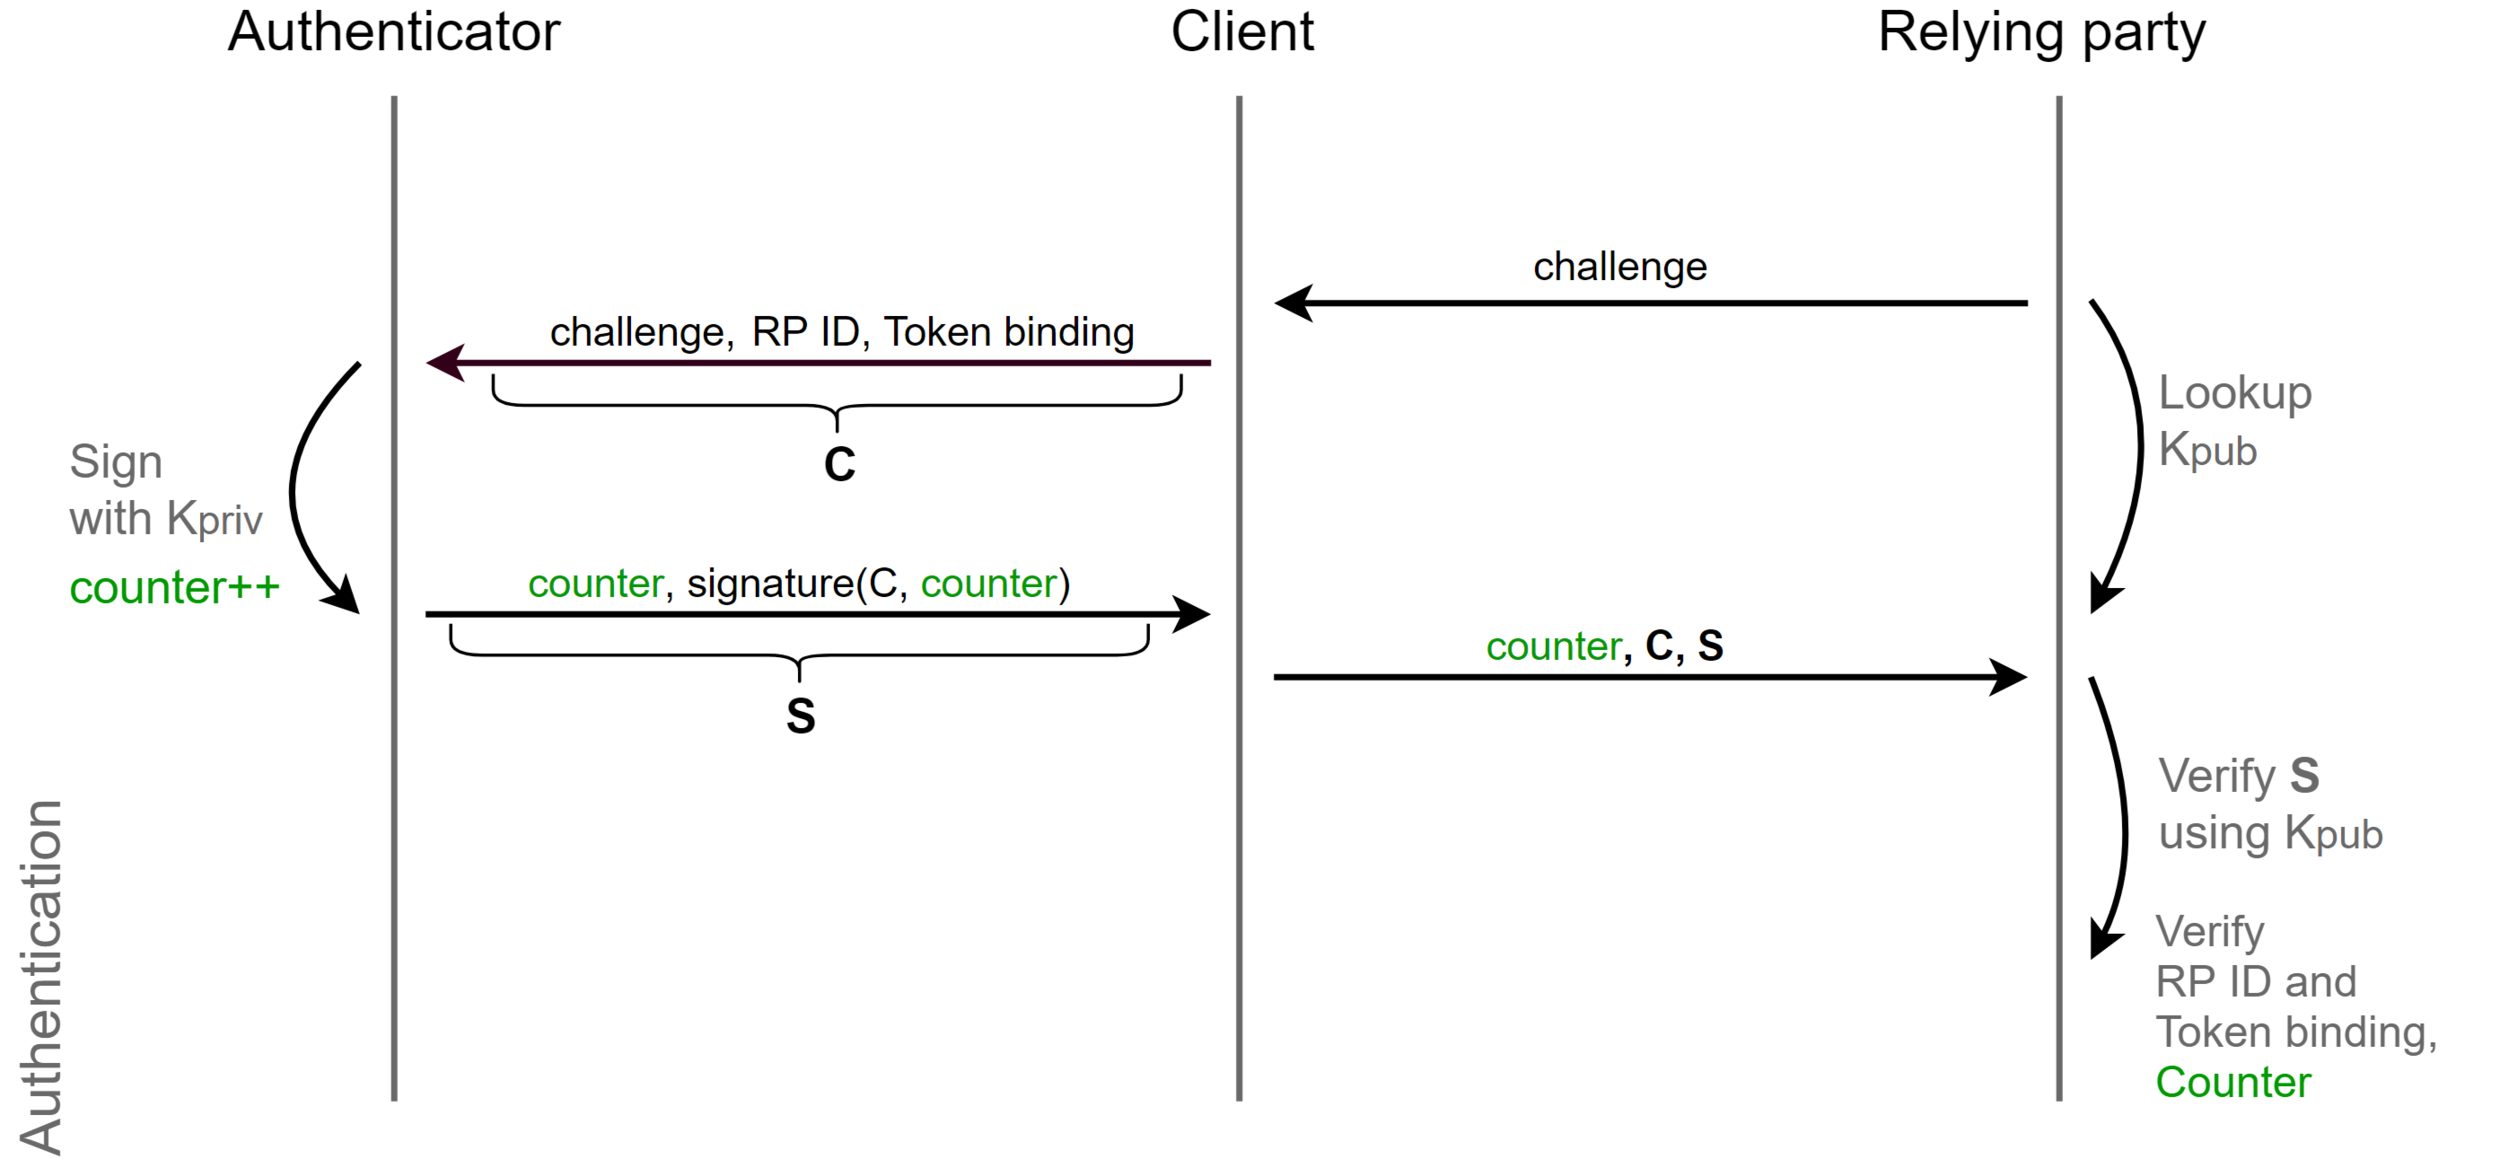 Authenticator
Client
Relying party
challenge
challenge, RP ID, Token binding
C
Lookup
Kpub
Sign
with Kpriv
counter++
counter, signature(C, counter)
S
counter, C, S
Verify S
using Kpub
Verify
RP ID and
Token binding,
Counter
Authentication